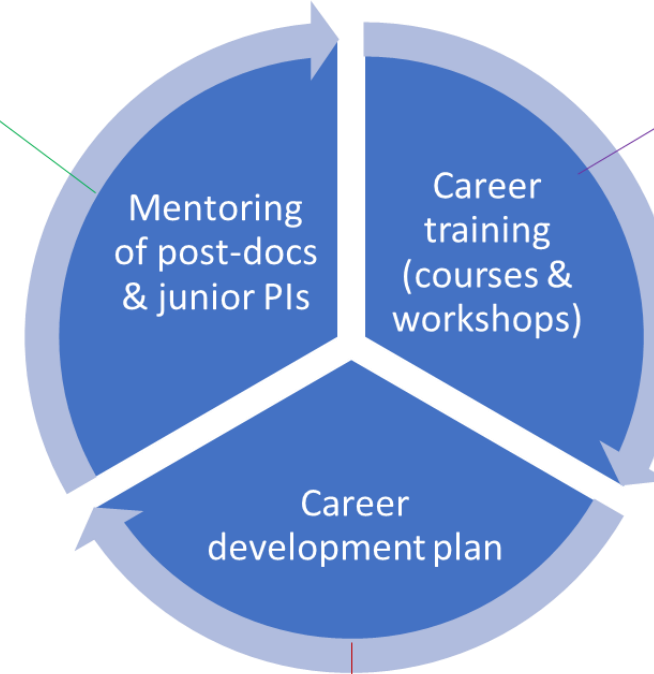 Mentoring
of post-docs
& junior PIs
Career
training
(courses &
workshops)
Career
development plan